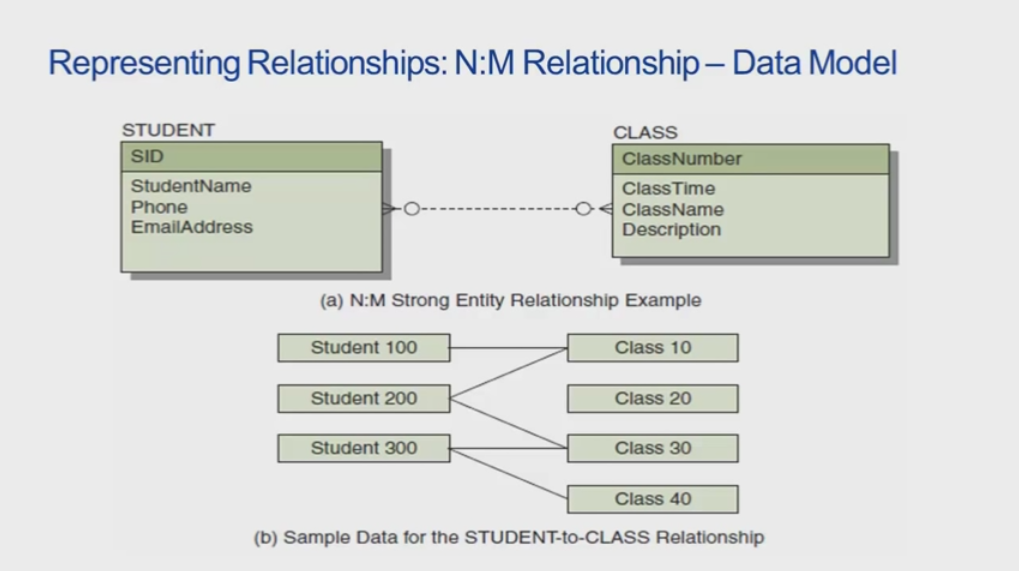 Representing Relationships: N:M Relationship – Data Model
STUDENT
SID
StudentName
Phone
EmailAddress
CLASS
ClassNumber
ClassTime
ClassName
Description
(a) N:M Strong Entity Relationship Example
Student 100
Class 10
Student 200
Class 20
Student 300
Class 30
Class 40
(b) Sample Data for the STUDENT-to-CLASS Relationship